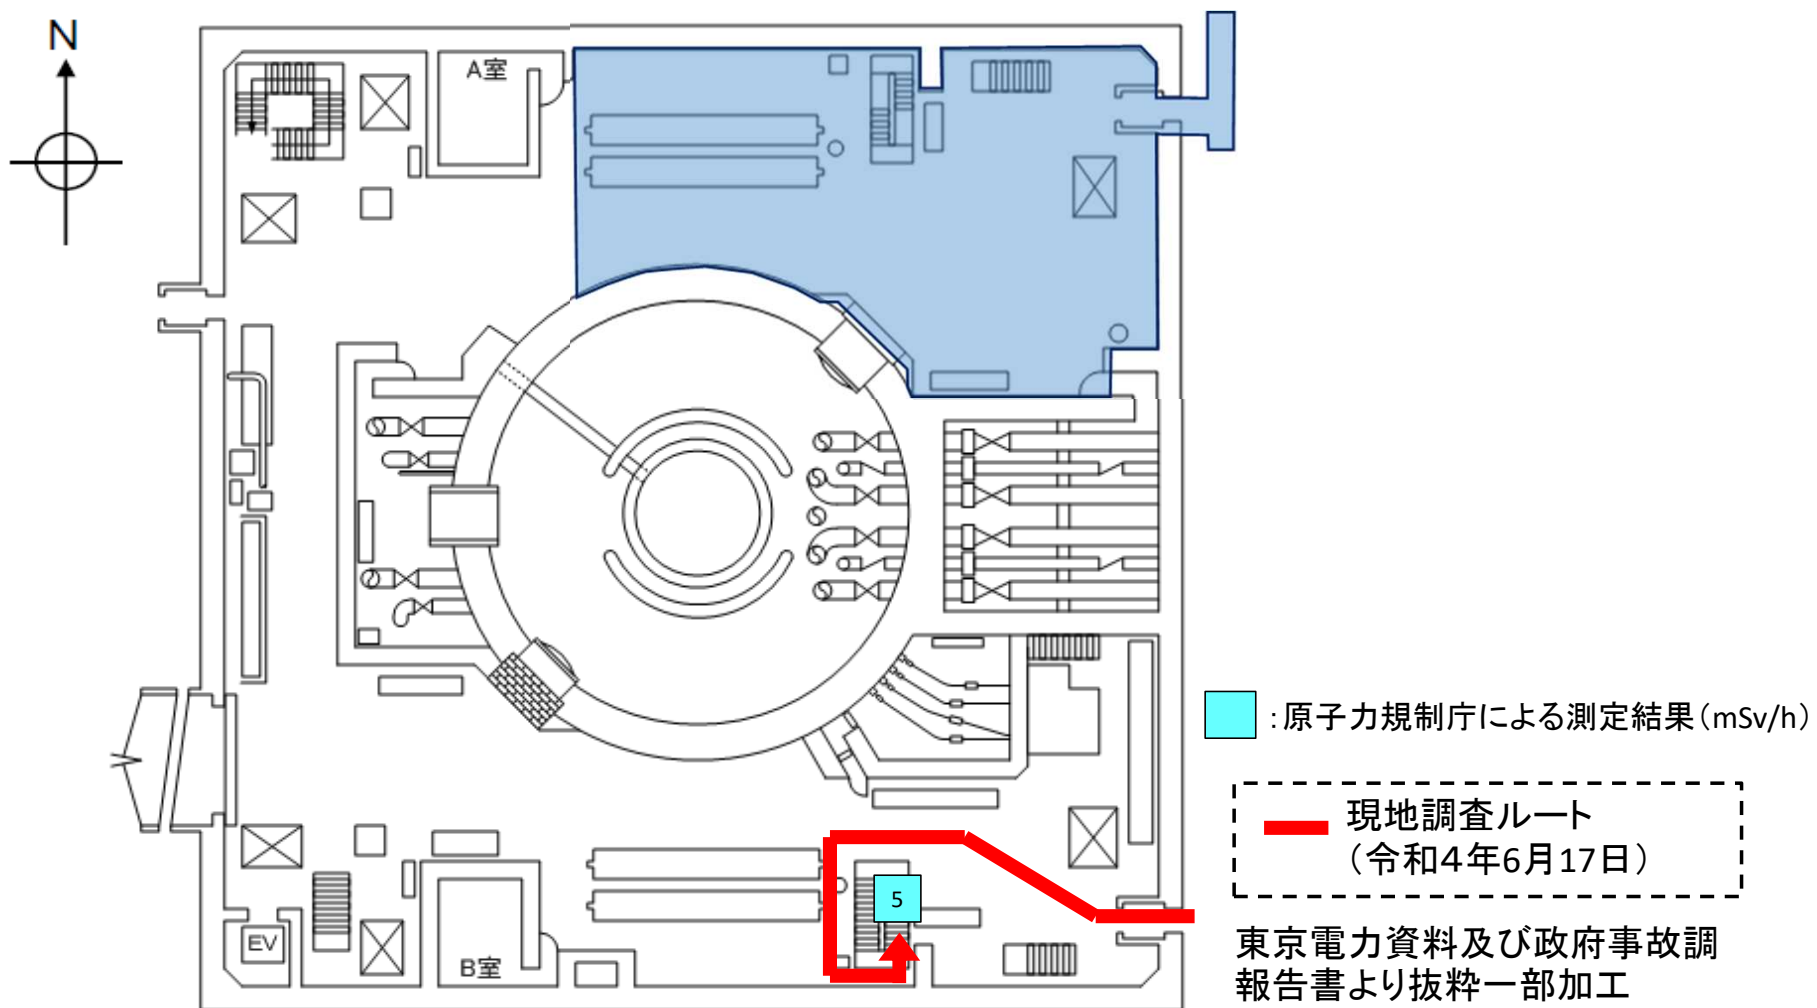 N
A室
：原子力規制庁による測定結果（mSv/h）
現地調査ルート
（令和４年6月17日）
5
EV
B室
東京電力資料及び政府事故調
報告書より抜粋一部加工